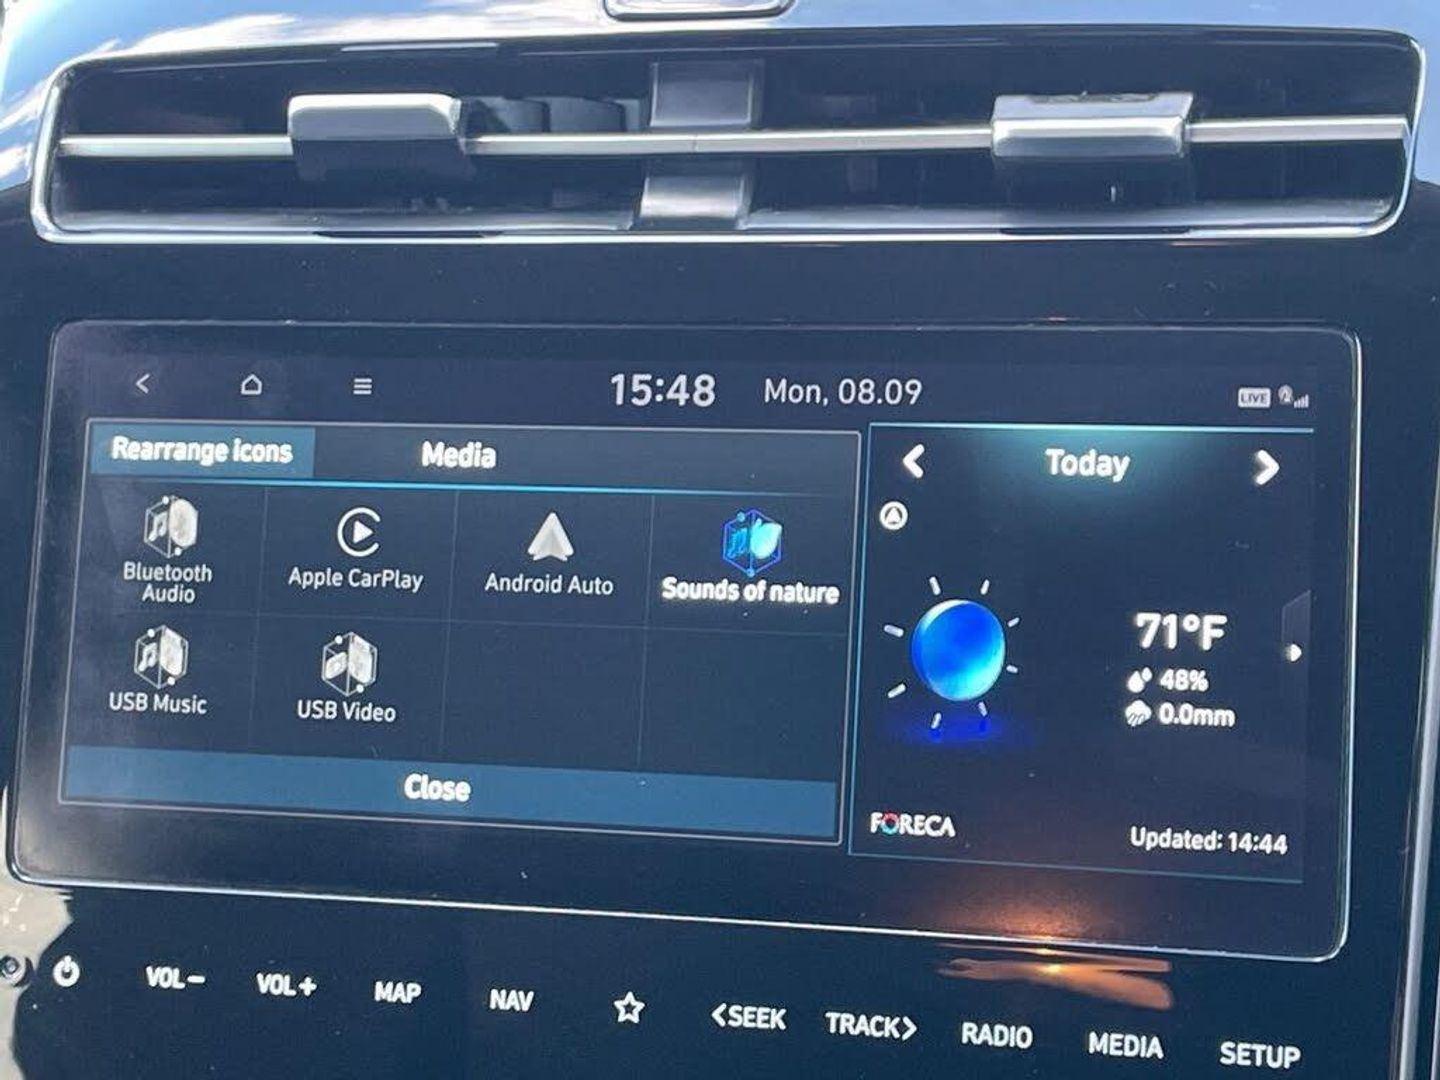 15:48 Mon, 08.09
LIVE
Rearrange icons Media
Today
Bluetooth
Audio
Apple CarPlay
Android Auto
Sounds of nature
USB Music
USB Video
Close
71°F
48%
0.0mm
FORECA
Updated: 14:44
VOL− VOL+ MAP NAV <SEEK TRACK> RADIO MEDIA SETUP